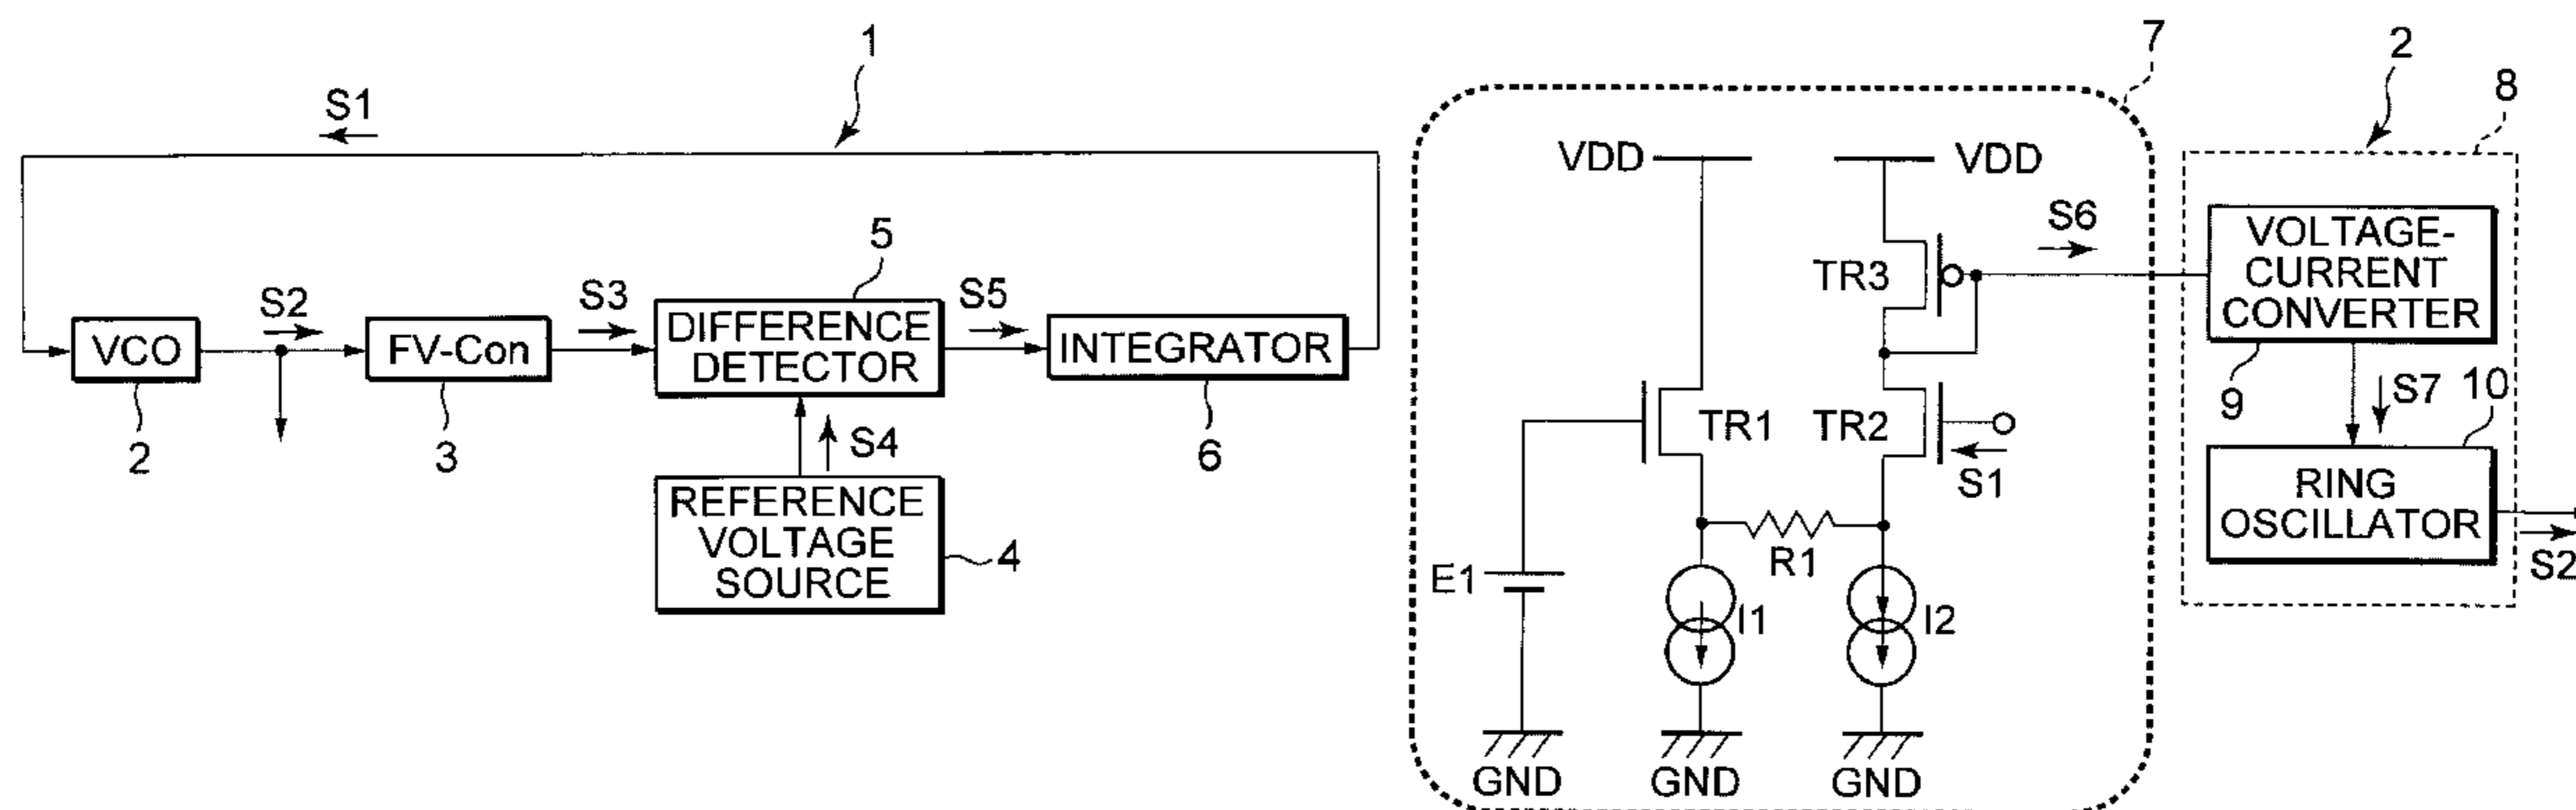 1
S1
VCO
2
S2
FV-Con
3
S3
5
DIFFERENCE
DETECTOR
S4
REFERENCE
VOLTAGE
SOURCE
4
S5
INTEGRATOR
6
7
VDD
VDD
S6
TR3
TR1
TR2
S1
R1
E1
I1
I2
GND
GND
GND
2
8
VOLTAGE-
CURRENT
CONVERTER
9
S7
10
RING
OSCILLATOR
S2